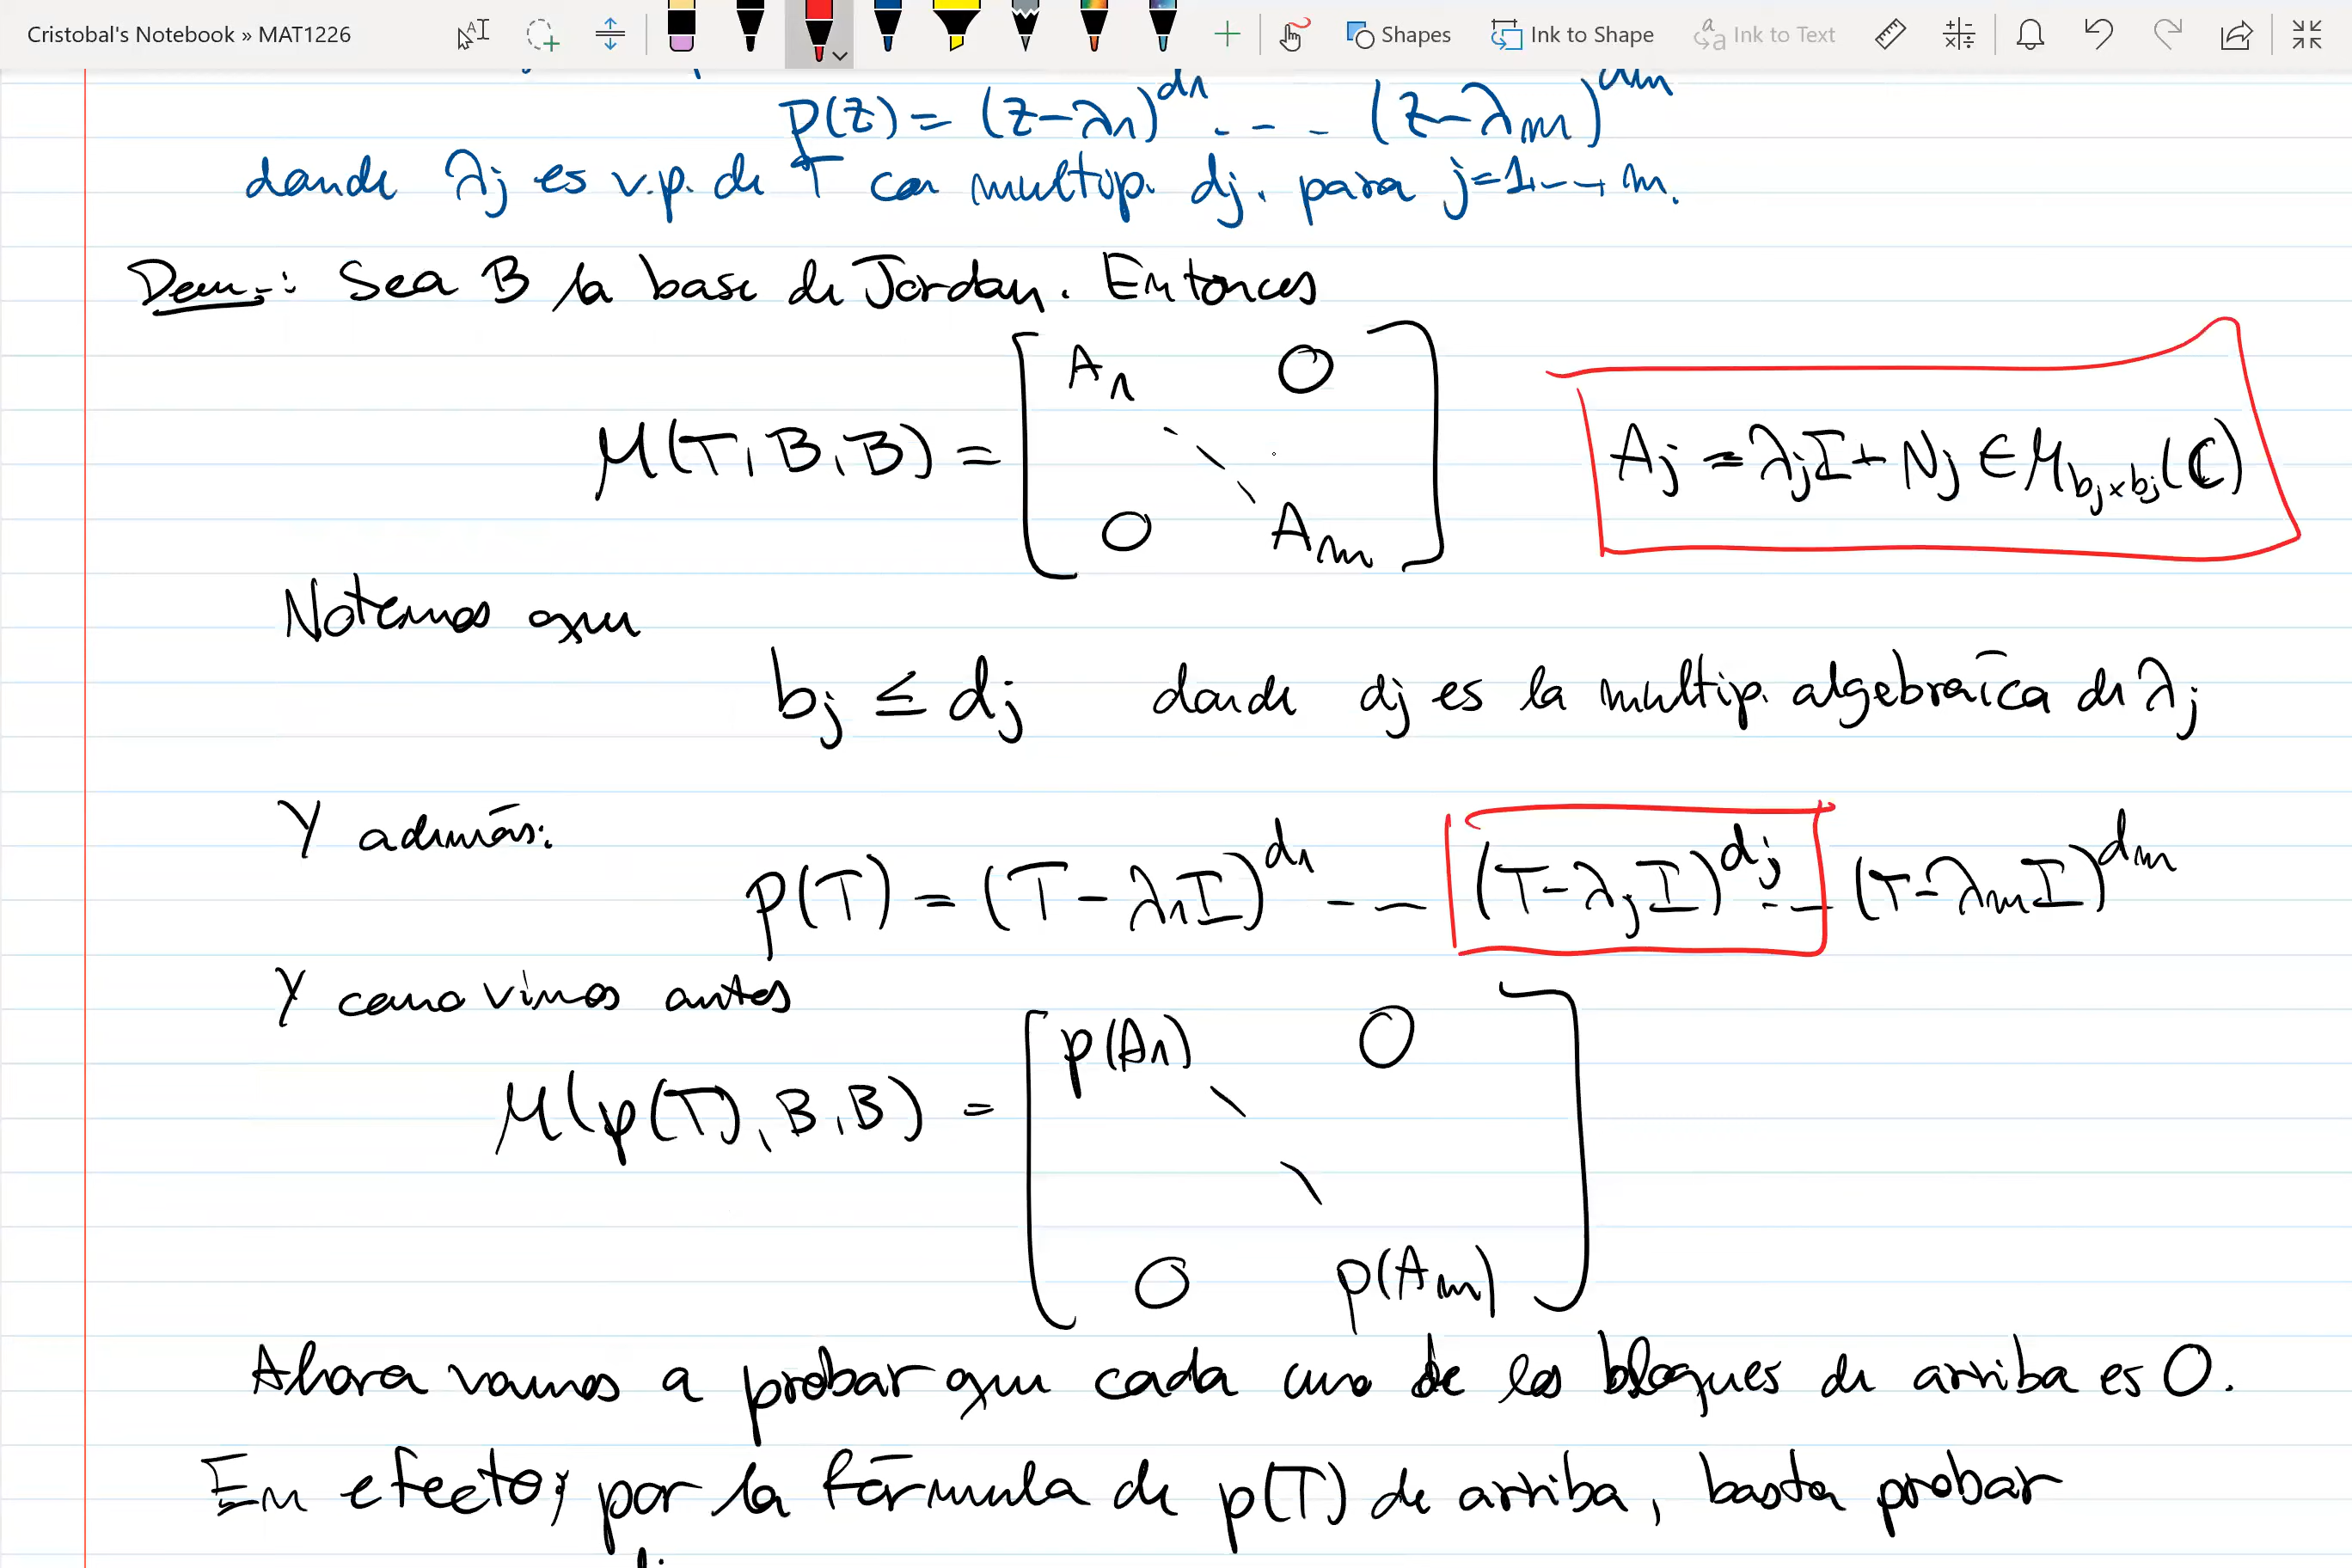 Cristobal's Notebook » MAT1226
Shapes Ink to Shape Ink to Text
p(z) = (z-λ1)^d1 ... (z-λm)^dm
donde λj es v.p. de T con multip. dj. para j=1...m.
Dem.: Sea B la base de Jordan. Entonces
M(T,B,B) = [A1 0 \ 0 Am] Aj = λjI + Nj ∈ M_bj×bj(ℂ)
Notemos que
bj ≤ dj donde dj es la multip. algebraica de λj
Y además:
p(T) = (T-λ1I)^d1 -- (T-λjI)^dj ·- (T-λmI)^dm
Y como vimos antes
M(p(T),B,B) = [p(A1) 0 \ \ 0 p(Am)]
Ahora vamos a probar que cada uno de los bloques de arriba es 0.
En efecto, por la fórmula de p(T) de arriba, basta probar